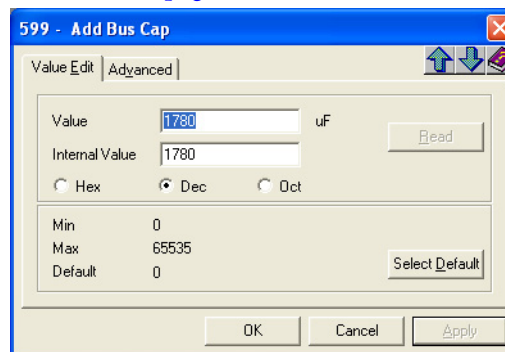 599 - Add Bus Cap
Value Edit Advanced
Value 1780 uF
Read
Internal Value 1780
Hex Dec Oct
Min 0
Max 65535
Default 0
Select Default
OK Cancel Apply